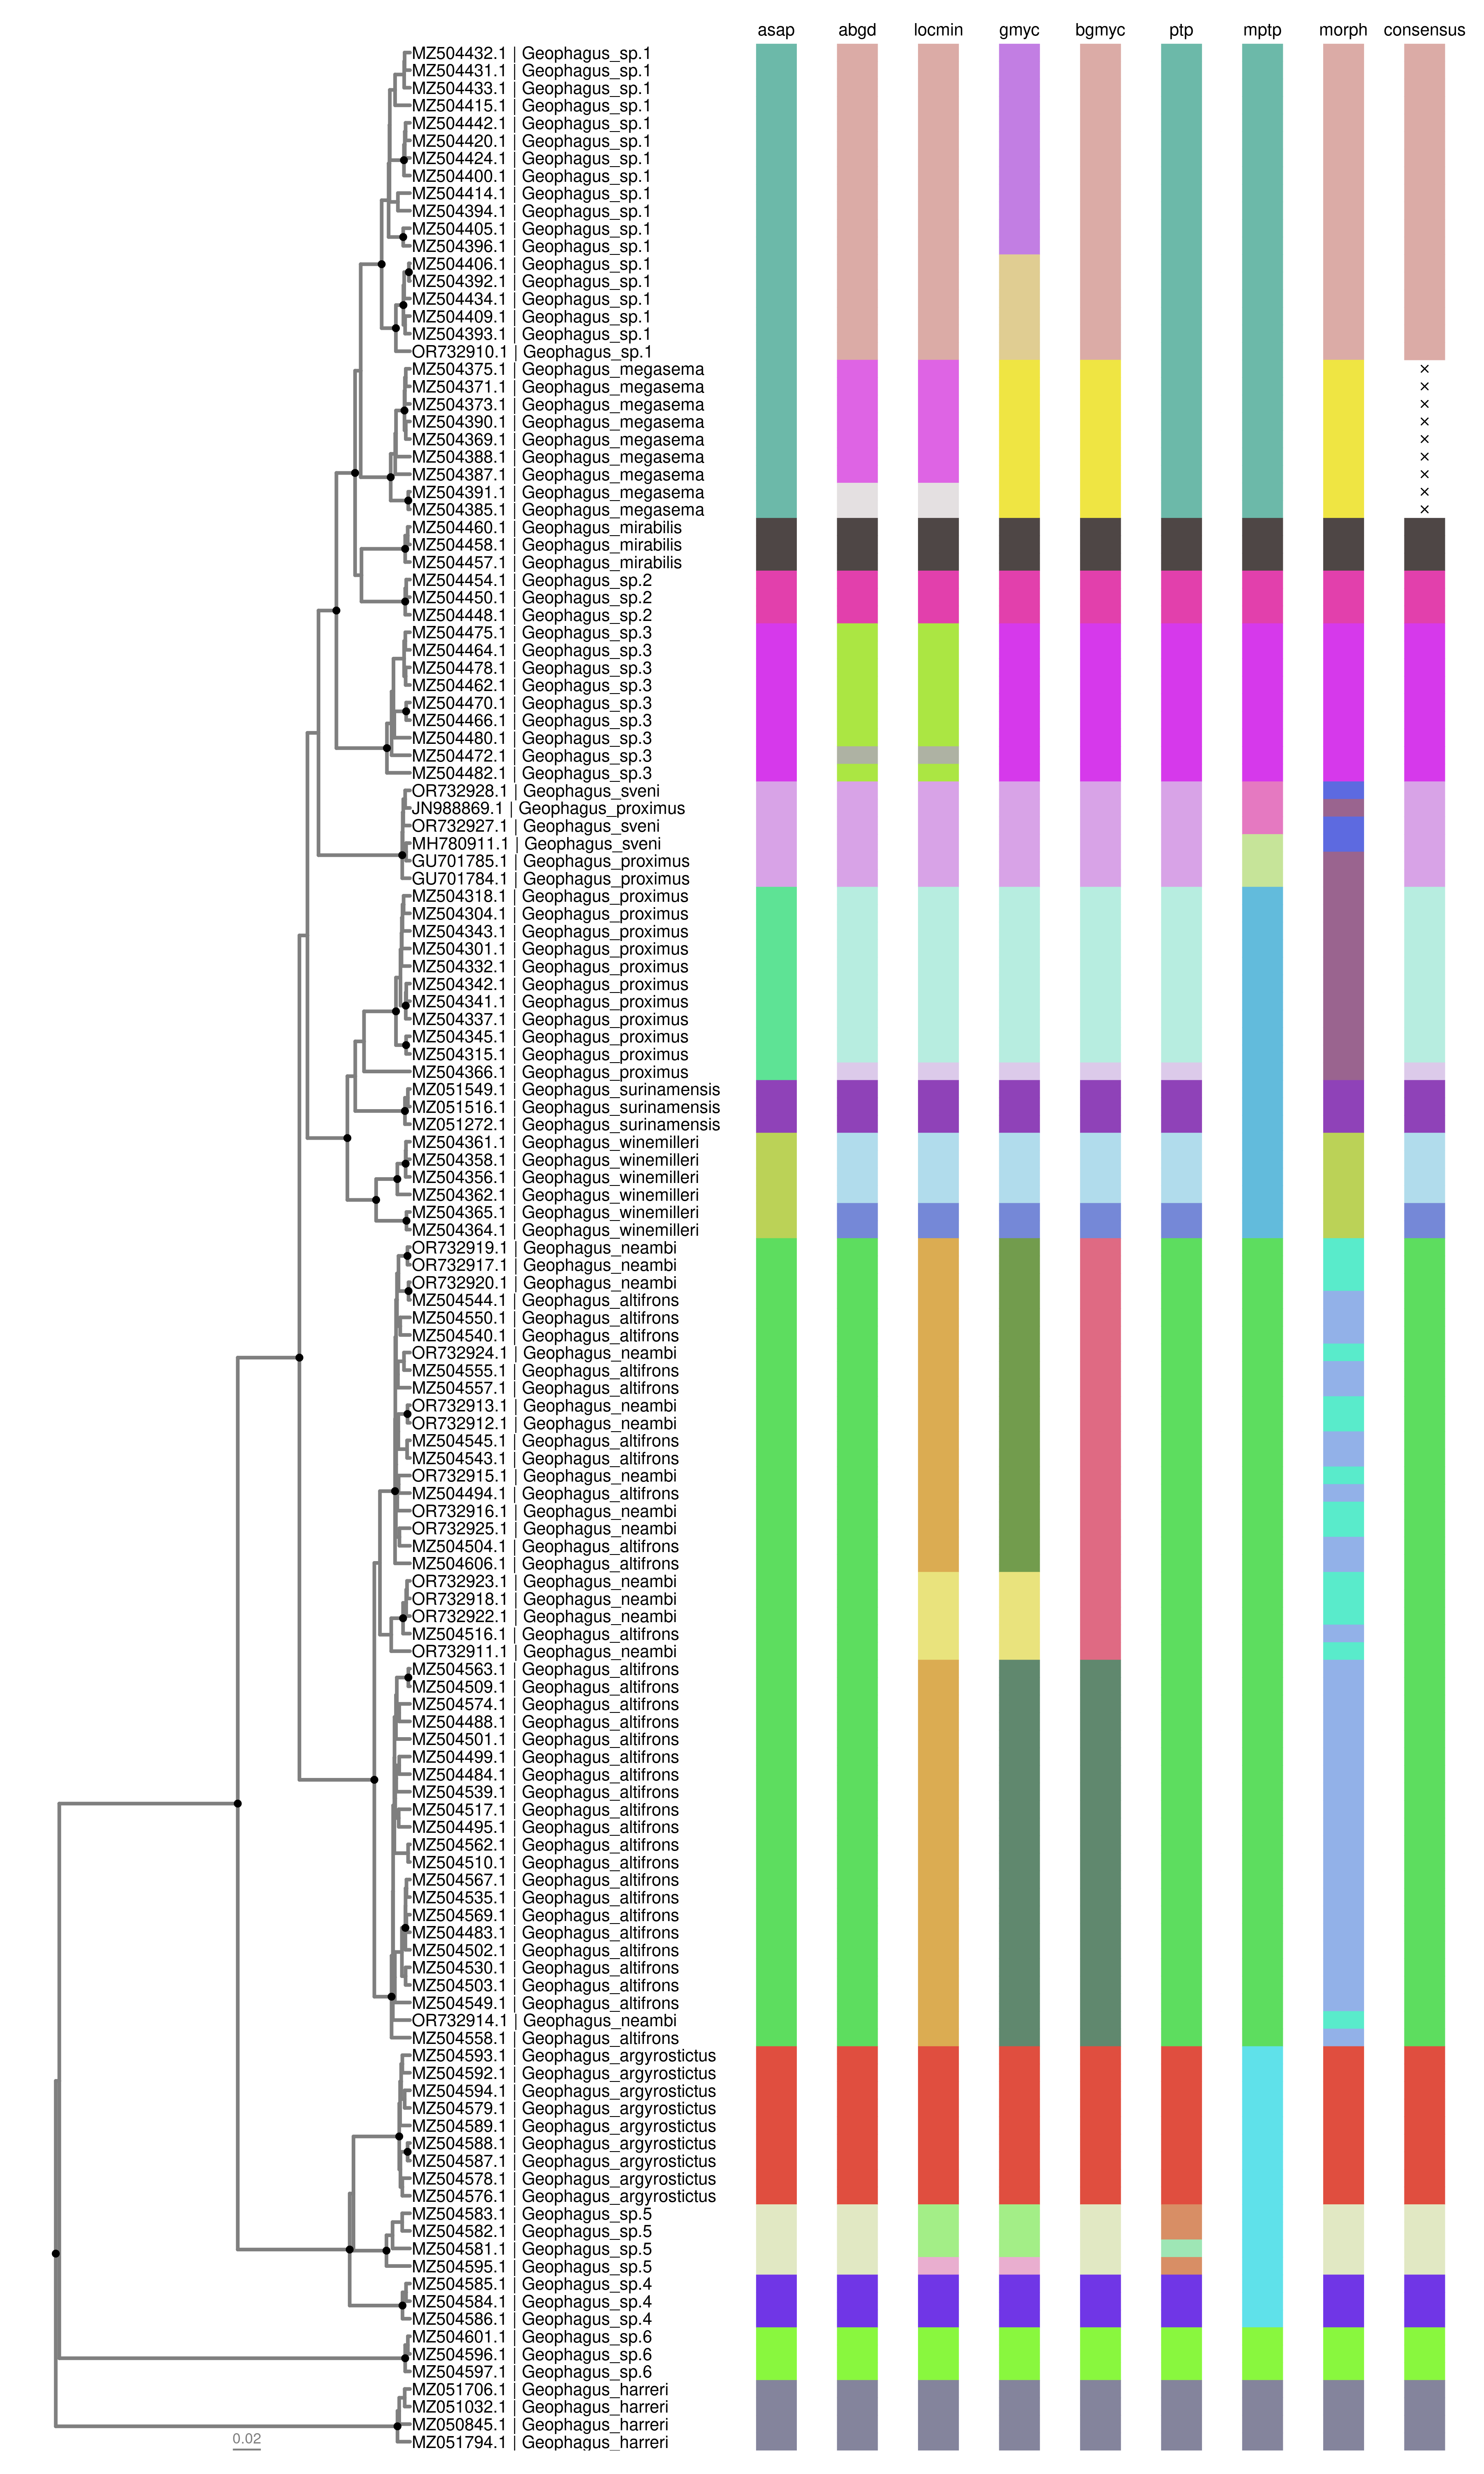 asap abgd locmin gmyc bgmyc ptp mptp morph consensus
MZ504432.1 | Geophagus_sp.1
MZ504431.1 | Geophagus_sp.1
MZ504433.1 | Geophagus_sp.1
MZ504415.1 | Geophagus_sp.1
MZ504442.1 | Geophagus_sp.1
MZ504420.1 | Geophagus_sp.1
MZ504424.1 | Geophagus_sp.1
MZ504400.1 | Geophagus_sp.1
MZ504414.1 | Geophagus_sp.1
MZ504394.1 | Geophagus_sp.1
MZ504405.1 | Geophagus_sp.1
MZ504396.1 | Geophagus_sp.1
MZ504406.1 | Geophagus_sp.1
MZ504392.1 | Geophagus_sp.1
MZ504434.1 | Geophagus_sp.1
MZ504409.1 | Geophagus_sp.1
MZ504393.1 | Geophagus_sp.1
OR732910.1 | Geophagus_sp.1
MZ504375.1 | Geophagus_megasema ×
MZ504371.1 | Geophagus_megasema ×
MZ504373.1 | Geophagus_megasema ×
MZ504390.1 | Geophagus_megasema ×
MZ504369.1 | Geophagus_megasema ×
MZ504388.1 | Geophagus_megasema ×
MZ504387.1 | Geophagus_megasema ×
MZ504391.1 | Geophagus_megasema ×
MZ504385.1 | Geophagus_megasema ×
MZ504460.1 | Geophagus_mirabilis
MZ504458.1 | Geophagus_mirabilis
MZ504457.1 | Geophagus_mirabilis
MZ504454.1 | Geophagus_sp.2
MZ504450.1 | Geophagus_sp.2
MZ504448.1 | Geophagus_sp.2
MZ504475.1 | Geophagus_sp.3
MZ504464.1 | Geophagus_sp.3
MZ504478.1 | Geophagus_sp.3
MZ504462.1 | Geophagus_sp.3
MZ504470.1 | Geophagus_sp.3
MZ504466.1 | Geophagus_sp.3
MZ504480.1 | Geophagus_sp.3
MZ504472.1 | Geophagus_sp.3
MZ504482.1 | Geophagus_sp.3
OR732928.1 | Geophagus_sveni
JN988869.1 | Geophagus_proximus
OR732927.1 | Geophagus_sveni
MH780911.1 | Geophagus_sveni
GU701785.1 | Geophagus_proximus
GU701784.1 | Geophagus_proximus
MZ504318.1 | Geophagus_proximus
MZ504304.1 | Geophagus_proximus
MZ504343.1 | Geophagus_proximus
MZ504301.1 | Geophagus_proximus
MZ504332.1 | Geophagus_proximus
MZ504342.1 | Geophagus_proximus
MZ504341.1 | Geophagus_proximus
MZ504337.1 | Geophagus_proximus
MZ504345.1 | Geophagus_proximus
MZ504315.1 | Geophagus_proximus
MZ504366.1 | Geophagus_proximus
MZ051549.1 | Geophagus_surinamensis
MZ051516.1 | Geophagus_surinamensis
MZ051272.1 | Geophagus_surinamensis
MZ504361.1 | Geophagus_winemilleri
MZ504358.1 | Geophagus_winemilleri
MZ504356.1 | Geophagus_winemilleri
MZ504362.1 | Geophagus_winemilleri
MZ504365.1 | Geophagus_winemilleri
MZ504364.1 | Geophagus_winemilleri
OR732919.1 | Geophagus_neambi
OR732917.1 | Geophagus_neambi
OR732920.1 | Geophagus_neambi
MZ504544.1 | Geophagus_altifrons
MZ504550.1 | Geophagus_altifrons
MZ504540.1 | Geophagus_altifrons
OR732924.1 | Geophagus_neambi
MZ504555.1 | Geophagus_altifrons
MZ504557.1 | Geophagus_altifrons
OR732913.1 | Geophagus_neambi
OR732912.1 | Geophagus_neambi
MZ504545.1 | Geophagus_altifrons
MZ504543.1 | Geophagus_altifrons
OR732915.1 | Geophagus_neambi
MZ504494.1 | Geophagus_altifrons
OR732916.1 | Geophagus_neambi
OR732925.1 | Geophagus_neambi
MZ504504.1 | Geophagus_altifrons
MZ504606.1 | Geophagus_altifrons
OR732923.1 | Geophagus_neambi
OR732918.1 | Geophagus_neambi
OR732922.1 | Geophagus_neambi
MZ504516.1 | Geophagus_altifrons
OR732911.1 | Geophagus_neambi
MZ504563.1 | Geophagus_altifrons
MZ504509.1 | Geophagus_altifrons
MZ504574.1 | Geophagus_altifrons
MZ504488.1 | Geophagus_altifrons
MZ504501.1 | Geophagus_altifrons
MZ504499.1 | Geophagus_altifrons
MZ504484.1 | Geophagus_altifrons
MZ504539.1 | Geophagus_altifrons
MZ504517.1 | Geophagus_altifrons
MZ504495.1 | Geophagus_altifrons
MZ504562.1 | Geophagus_altifrons
MZ504510.1 | Geophagus_altifrons
MZ504567.1 | Geophagus_altifrons
MZ504535.1 | Geophagus_altifrons
MZ504569.1 | Geophagus_altifrons
MZ504483.1 | Geophagus_altifrons
MZ504502.1 | Geophagus_altifrons
MZ504530.1 | Geophagus_altifrons
MZ504503.1 | Geophagus_altifrons
MZ504549.1 | Geophagus_altifrons
OR732914.1 | Geophagus_neambi
MZ504558.1 | Geophagus_altifrons
MZ504593.1 | Geophagus_argyrostictus
MZ504592.1 | Geophagus_argyrostictus
MZ504594.1 | Geophagus_argyrostictus
MZ504579.1 | Geophagus_argyrostictus
MZ504589.1 | Geophagus_argyrostictus
MZ504588.1 | Geophagus_argyrostictus
MZ504587.1 | Geophagus_argyrostictus
MZ504578.1 | Geophagus_argyrostictus
MZ504576.1 | Geophagus_argyrostictus
MZ504583.1 | Geophagus_sp.5
MZ504582.1 | Geophagus_sp.5
MZ504581.1 | Geophagus_sp.5
MZ504595.1 | Geophagus_sp.5
MZ504585.1 | Geophagus_sp.4
MZ504584.1 | Geophagus_sp.4
MZ504586.1 | Geophagus_sp.4
MZ504601.1 | Geophagus_sp.6
MZ504596.1 | Geophagus_sp.6
MZ504597.1 | Geophagus_sp.6
MZ051706.1 | Geophagus_harreri
MZ051032.1 | Geophagus_harreri
MZ050845.1 | Geophagus_harreri
MZ051794.1 | Geophagus_harreri
0.02